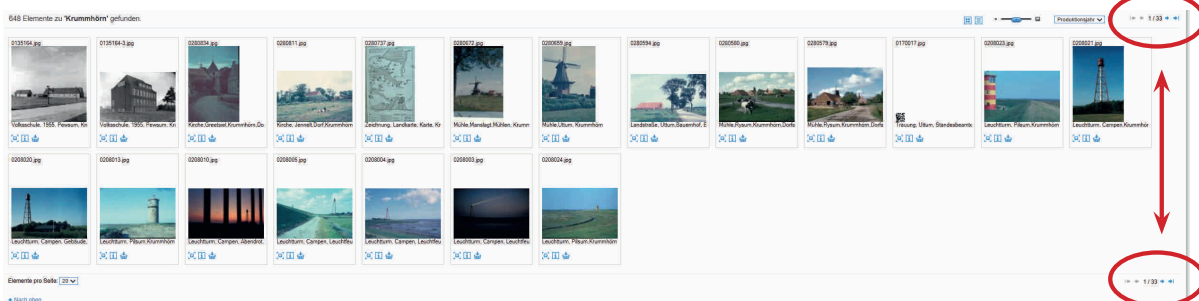 648 Elemente zu 'Krummhörn' gefunden.
Produktionsjahr
1 / 33
0135164.jpg
0135164-3.jpg
0280834.jpg
0280811.jpg
0280737.jpg
0280672.jpg
0280659.jpg
0280594.jpg
0280580.jpg
0280579.jpg
0170017.jpg
0208023.jpg
0208021.jpg
Volksschule, 1955, Pewsum, Kr
Volksschule, 1955, Pewsum, Kr
Kirche,Greetsiel,Krummhörn,Do
Kirche, Jennelt,Dorf,Krummhörn
Zeichnung, Landkarte, Karte, Kr
Mühle,Manslagt,Mühlen, Krumm
Mühle,Uttum, Krummhörn
Landstraße, Uttum,Bauernhof, E
Mühle,Rysum,Krummhörn,Dorfa
Mühle,Rysum,Krummhörn,Dorfa
Trauung, Uttum, Standesbeamte
Leuchtturm, Pilsum,Krummhörn
Leuchtturm, Campen,Krummhör
0208020.jpg
0208013.jpg
0208010.jpg
0208005.jpg
0208004.jpg
0208003.jpg
0208024.jpg
Leuchtturm, Campen, Gebäude,
Leuchtturm, Pilsum,Krummhörn
Leuchtturm, Campen, Abendrot,
Leuchtturm, Campen, Leuchtfeu
Leuchtturm, Campen, Leuchtfeu
Leuchtturm, Campen, Leuchtfeu
Leuchtturm, Pilsum,Krummhörn
Elemente pro Seite: 20
1 / 33
Nach oben